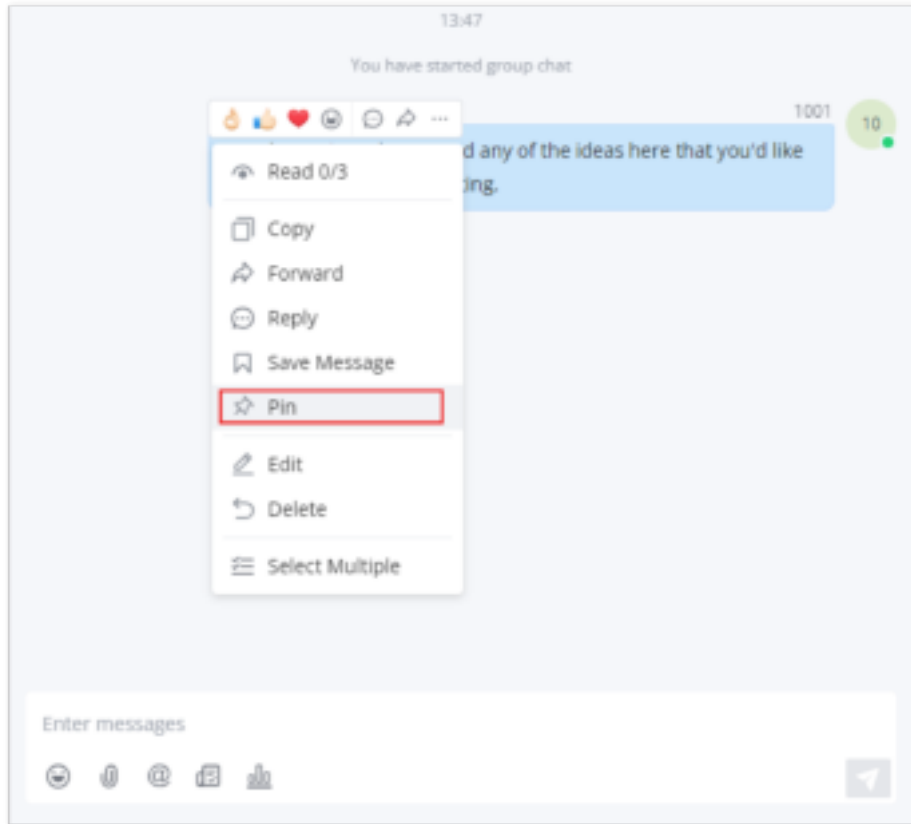 13:47
You have started group chat
1001
10
d any of the ideas here that you'd like
ing.
Read 0/3
Copy
Forward
Reply
Save Message
Pin
Edit
Delete
Select Multiple
Enter messages